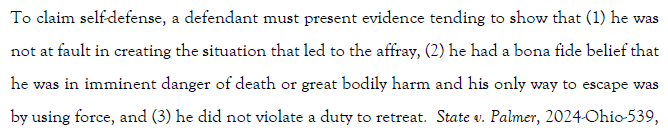 To claim self-defense, a defendant must present evidence tending to show that (1) he was
not at fault in creating the situation that led to the affray, (2) he had a bona fide belief that
he was in imminent danger of death or great bodily harm and his only way to escape was
by using force, and (3) he did not violate a duty to retreat. State v. Palmer, 2024-Ohio-539,